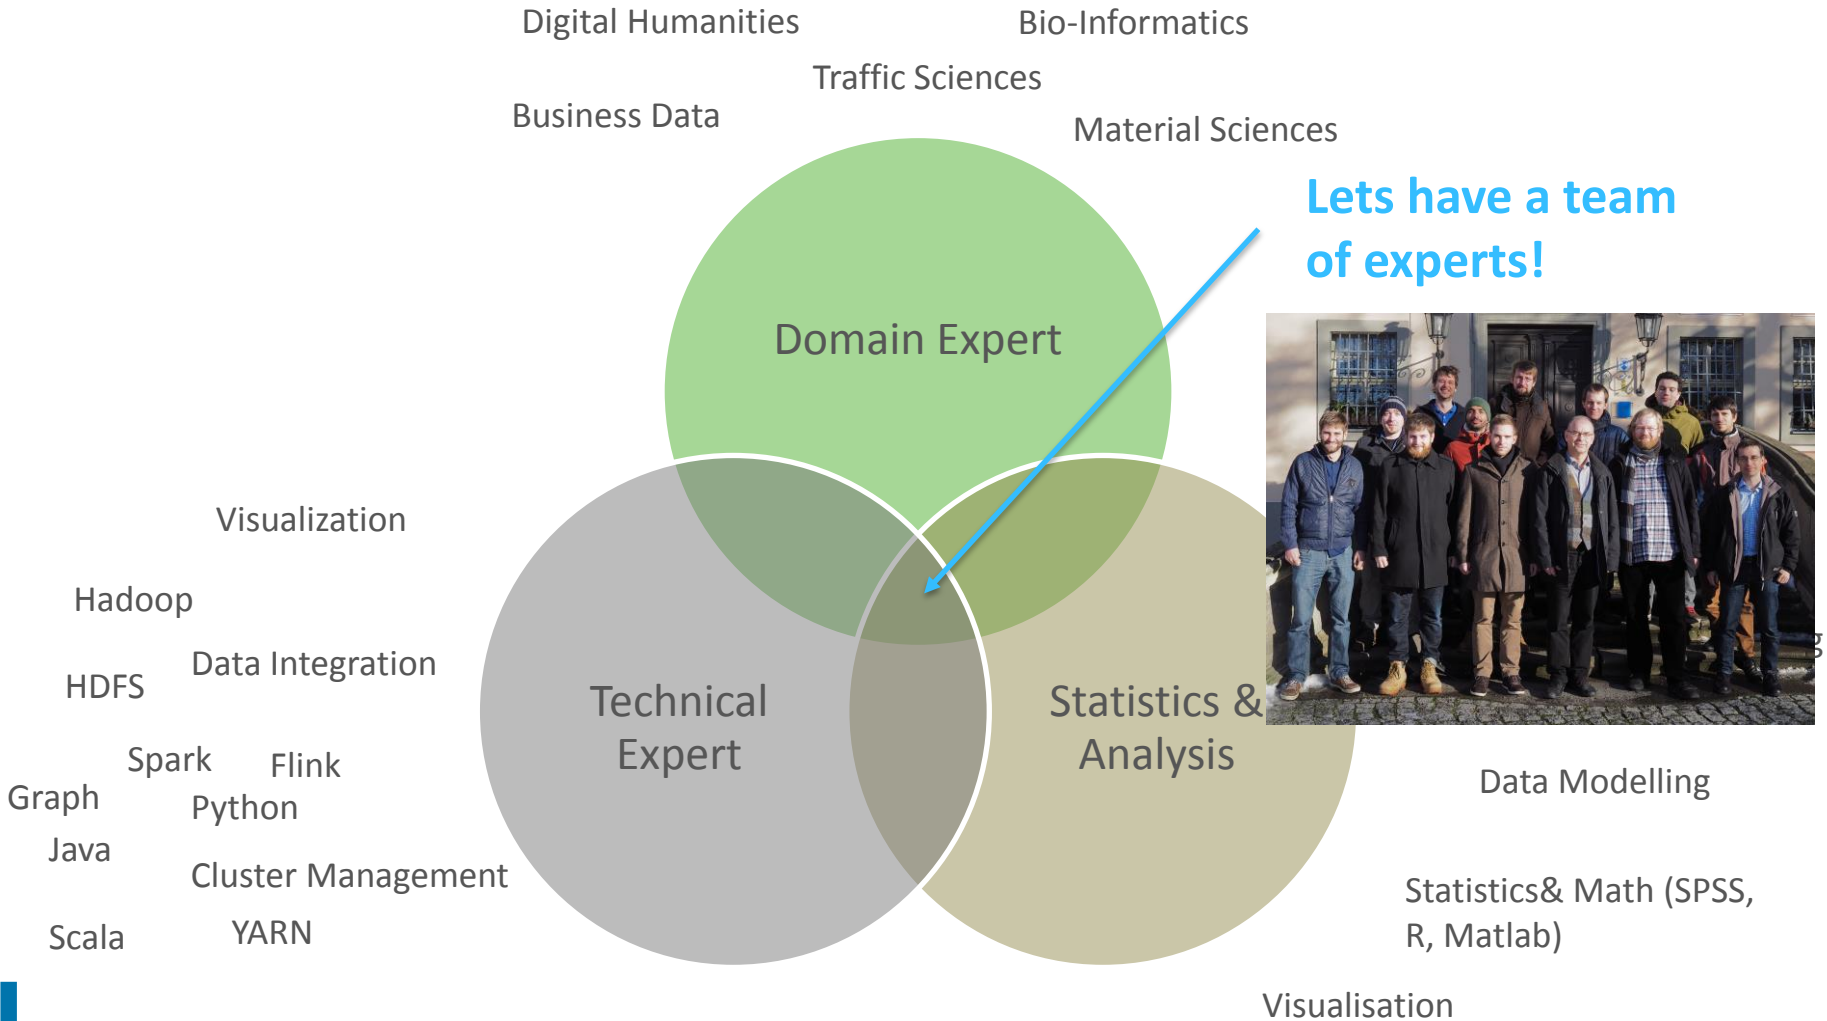 Digital Humanities
Bio-Informatics
Traffic Sciences
Business Data
Material Sciences
Lets have a team
of experts!
Domain Expert
Visualization
Hadoop
Data Integration
HDFS
Technical
Expert
Statistics &
Analysis
Spark
Flink
Graph
Python
Java
Cluster Management
Scala
YARN
Data Modelling
Statistics& Math (SPSS,
R, Matlab)
Visualisation